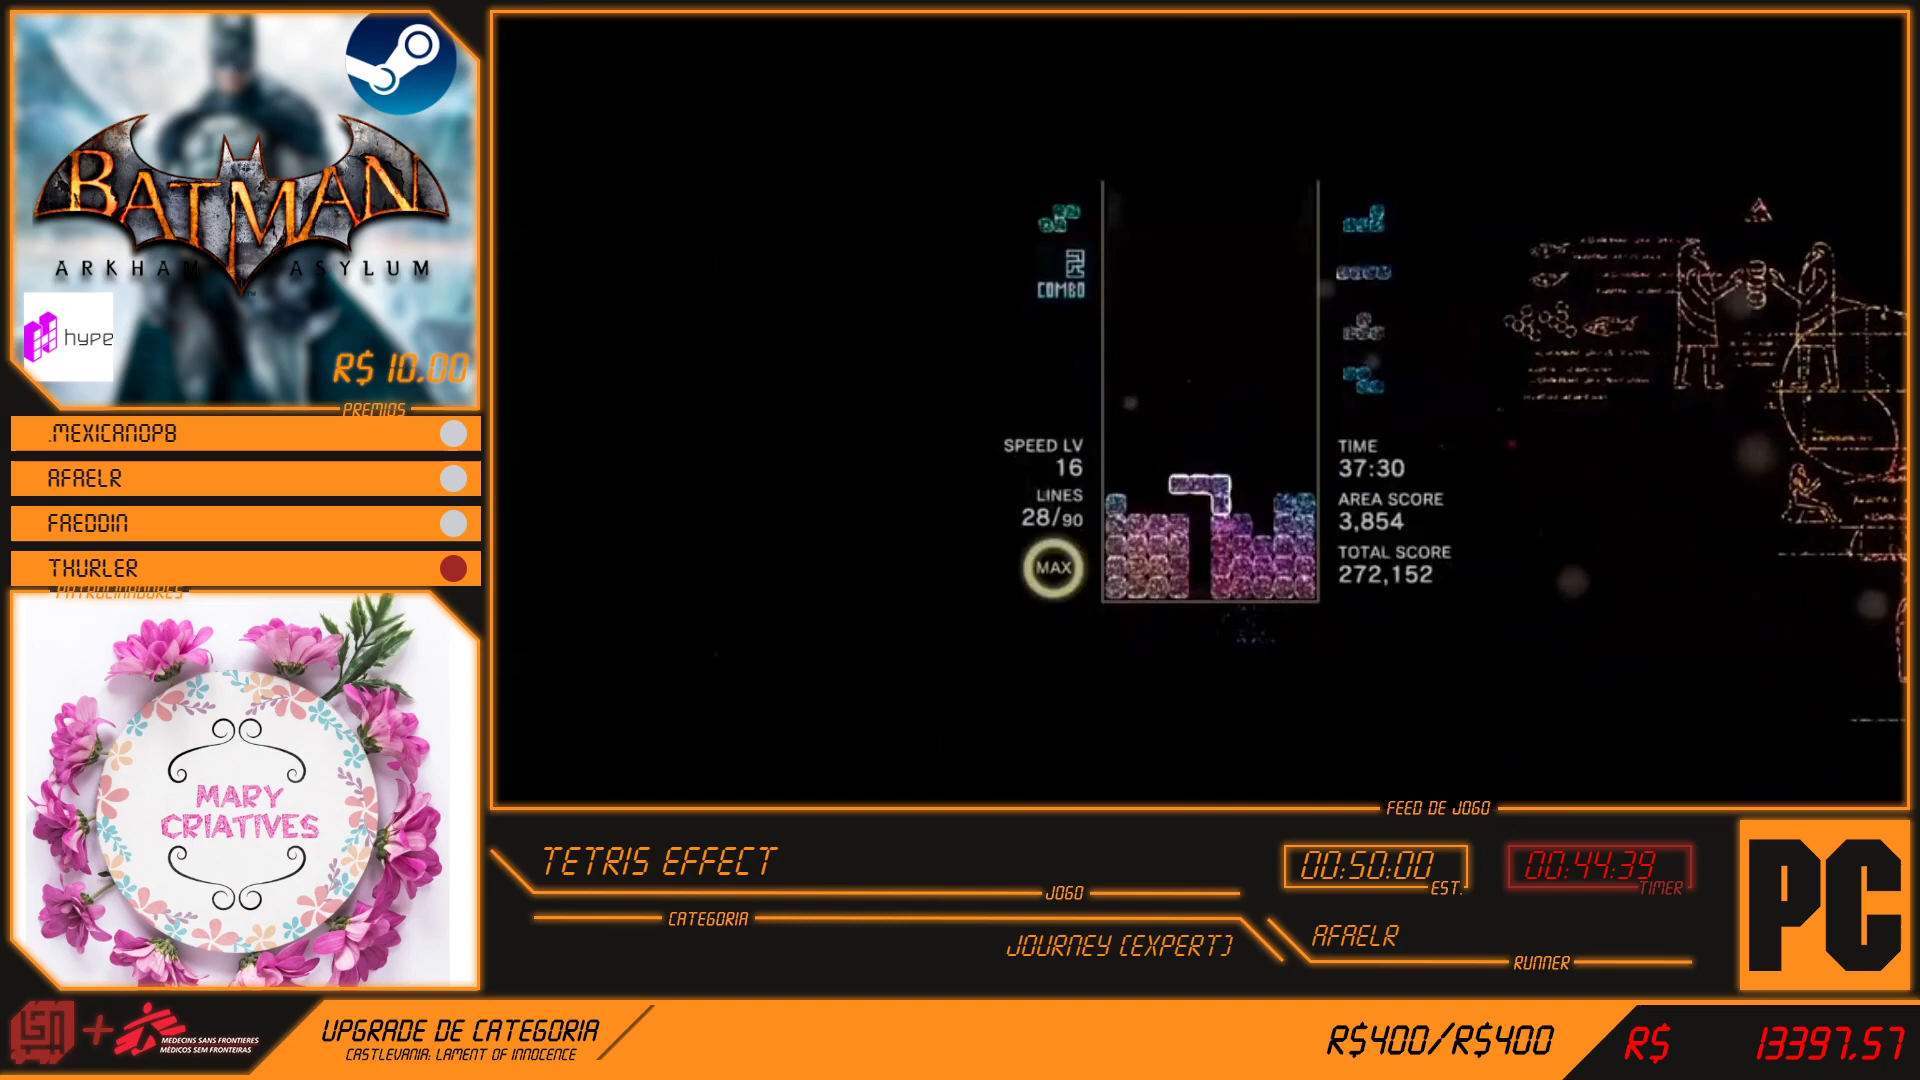 BATMAN
ARKHAM ASYLUM
hype
R$ 10.00
PREMIOS
.MEXICANOPB
AFAELR
FREDDIN
THURLER
PATROCINADORES
MARY
CRIATIVES
COMBO
SPEED LV
16
LINES
28/90
MAX
TIME
37:30
AREA SCORE
3,854
TOTAL SCORE
272,152
FEED DE JOGO
TETRIS EFFECT
JOGO
00:50:00
EST.
00:44:39
TIMER
CATEGORIA
JOURNEY (EXPERT)
AFAELR
RUNNER
PC
+
MEDECINS SANS FRONTIERES
MÉDICOS SEM FRONTEIRAS
UPGRADE DE CATEGORIA
CASTLEVANIA: LAMENT OF INNOCENCE
R$400/R$400
R$ 13397.57